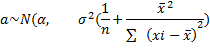 a~N(α, σ²(1/n + x̄²/∑(xi − x̄)²)